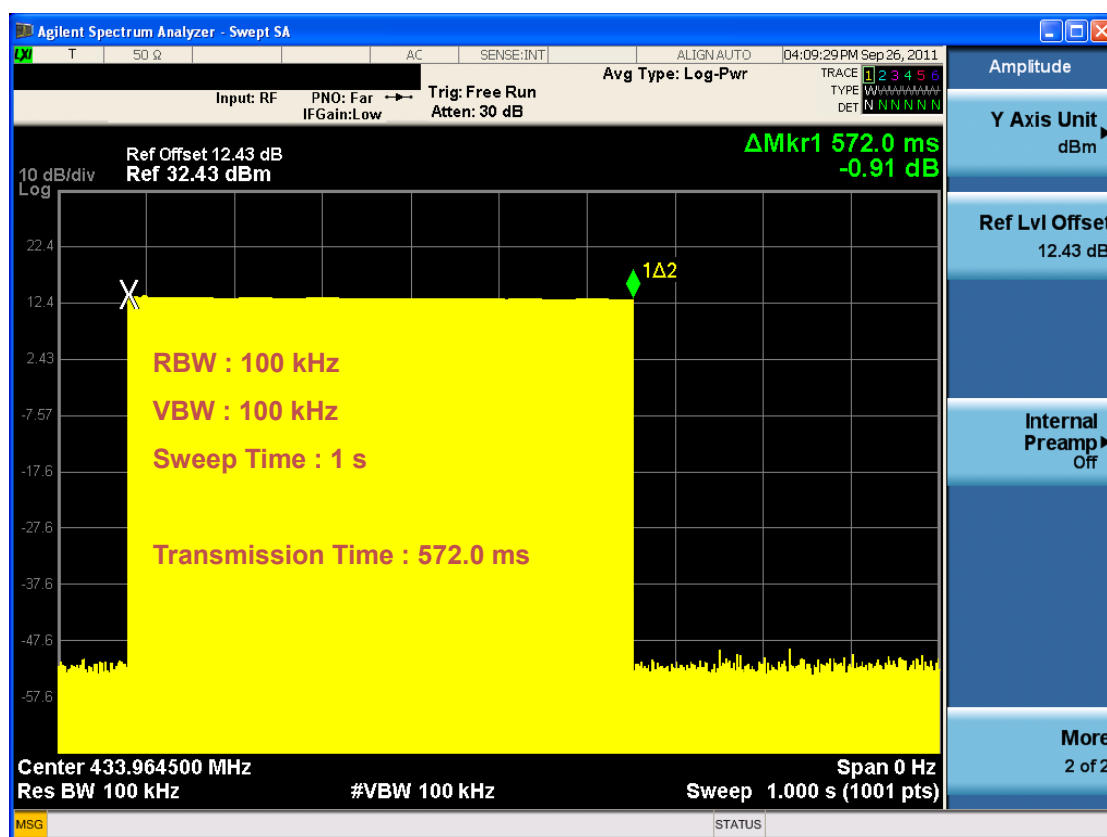 Agilent Spectrum Analyzer - Swept SA
LXI T 50 Ω AC SENSE:INT ALIGN AUTO 04:09:29 PM Sep 26, 2011
Input: RF PNO: Far Trig: Free Run Avg Type: Log-Pwr TRACE 1 2 3 4 5 6
IFGain:Low Atten: 30 dB TYPE
DET N N N N N N
Amplitude
ΔMkr1 572.0 ms
-0.91 dB
Ref Offset 12.43 dB
10 dB/div Ref 32.43 dBm
Log
22.4
12.4
2.43
-7.57
-17.6
-27.6
-37.6
-47.6
-57.6
X
1Δ2
RBW : 100 kHz
VBW : 100 kHz
Sweep Time : 1 s
Transmission Time : 572.0 ms
Center 433.964500 MHz Span 0 Hz
Res BW 100 kHz #VBW 100 kHz Sweep 1.000 s (1001 pts)
MSG STATUS
Y Axis Unit
dBm
Ref Lvl Offset
12.43 dB
Internal
Preamp
Off
More
2 of 2